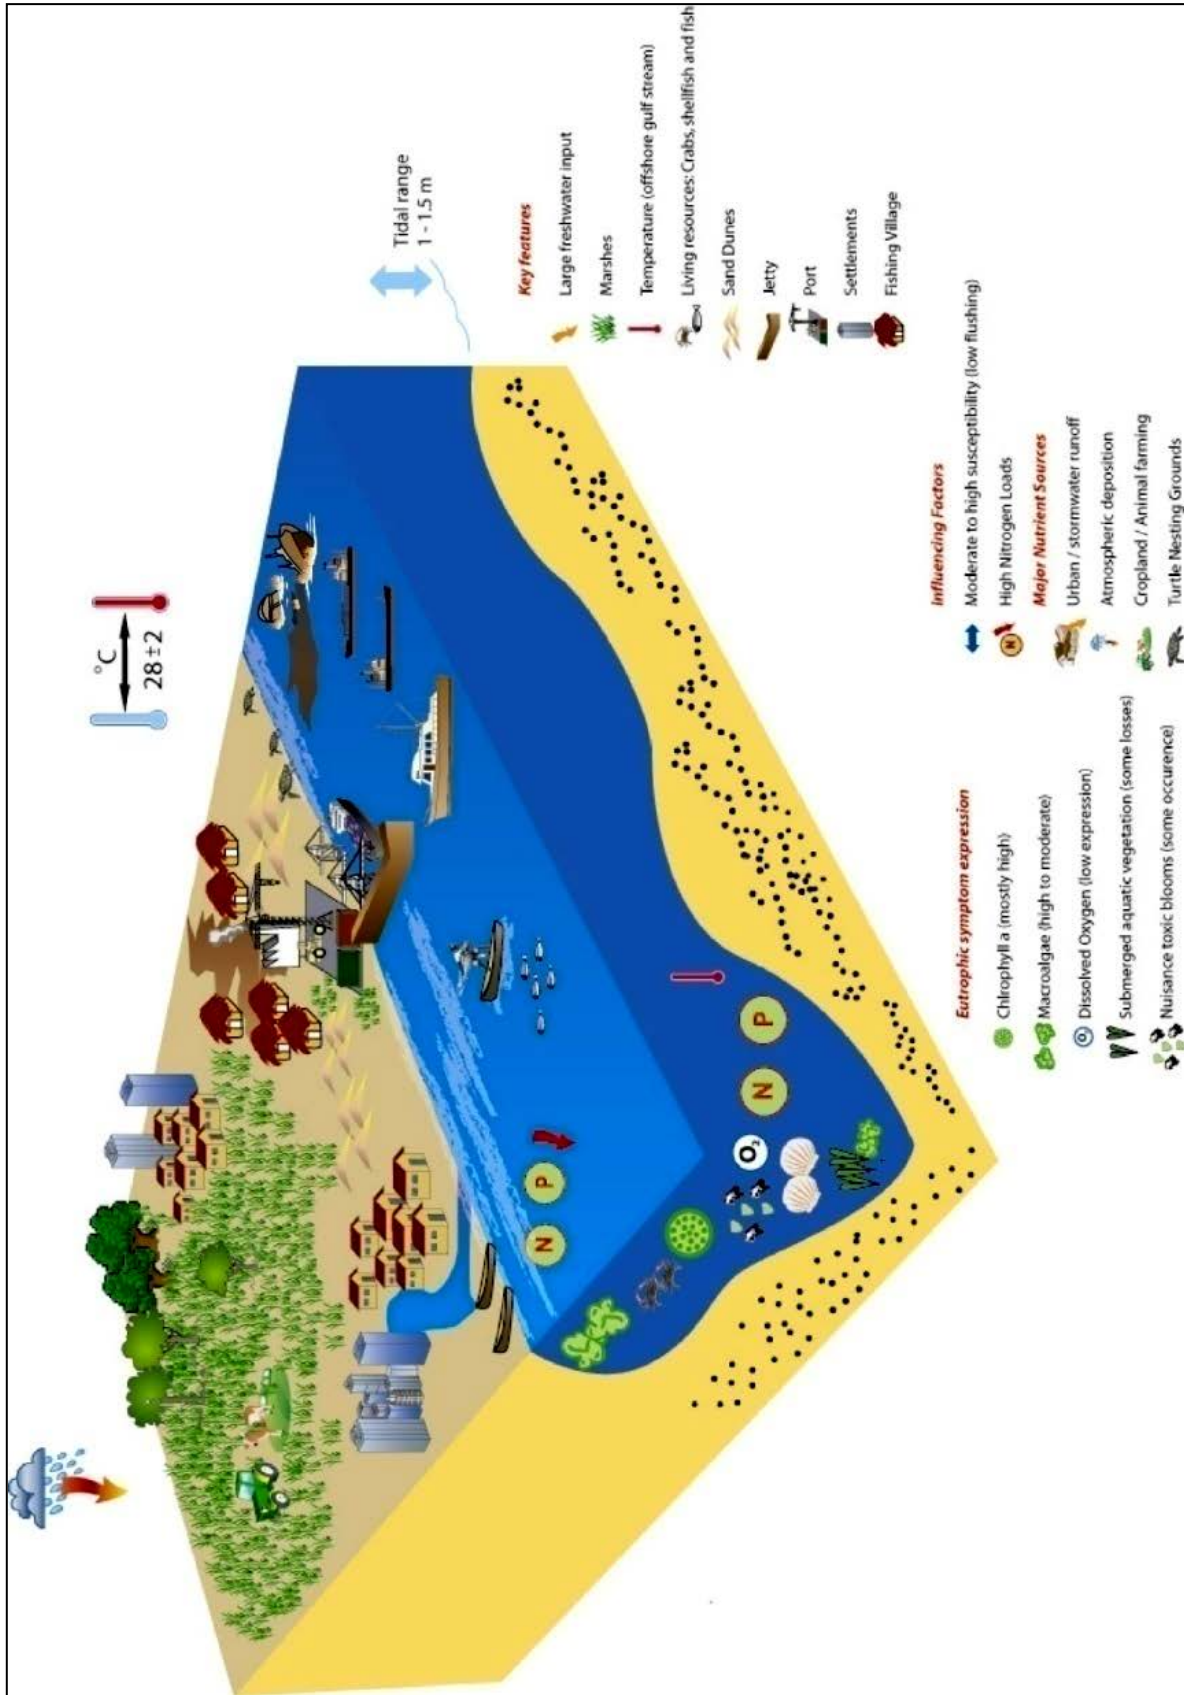 °C
28±2
Tidal range
1 - 1.5 m
N
P
O₂
N
P
Eutrophic symptom expression
Chlrophyll a (mostly high)
Macroalgae (high to moderate)
O₂
Dissolved Oxygen (low expression)
Submerged aquatic vegetation (some losses)
Nuisance toxic blooms (some occurence)
Influencing Factors
Moderate to high susceptibility (low flushing)
N
High Nitrogen Loads
Major Nutrient Sources
Urban / stormwater runoff
Atmospheric deposition
Cropland / Animal farming
Turtle Nesting Grounds
Key features
Large freshwater input
Marshes
Temperature (offshore gulf stream)
Living resources: Crabs, shellfish and fish
Sand Dunes
Jetty
Port
Settlements
Fishing Village